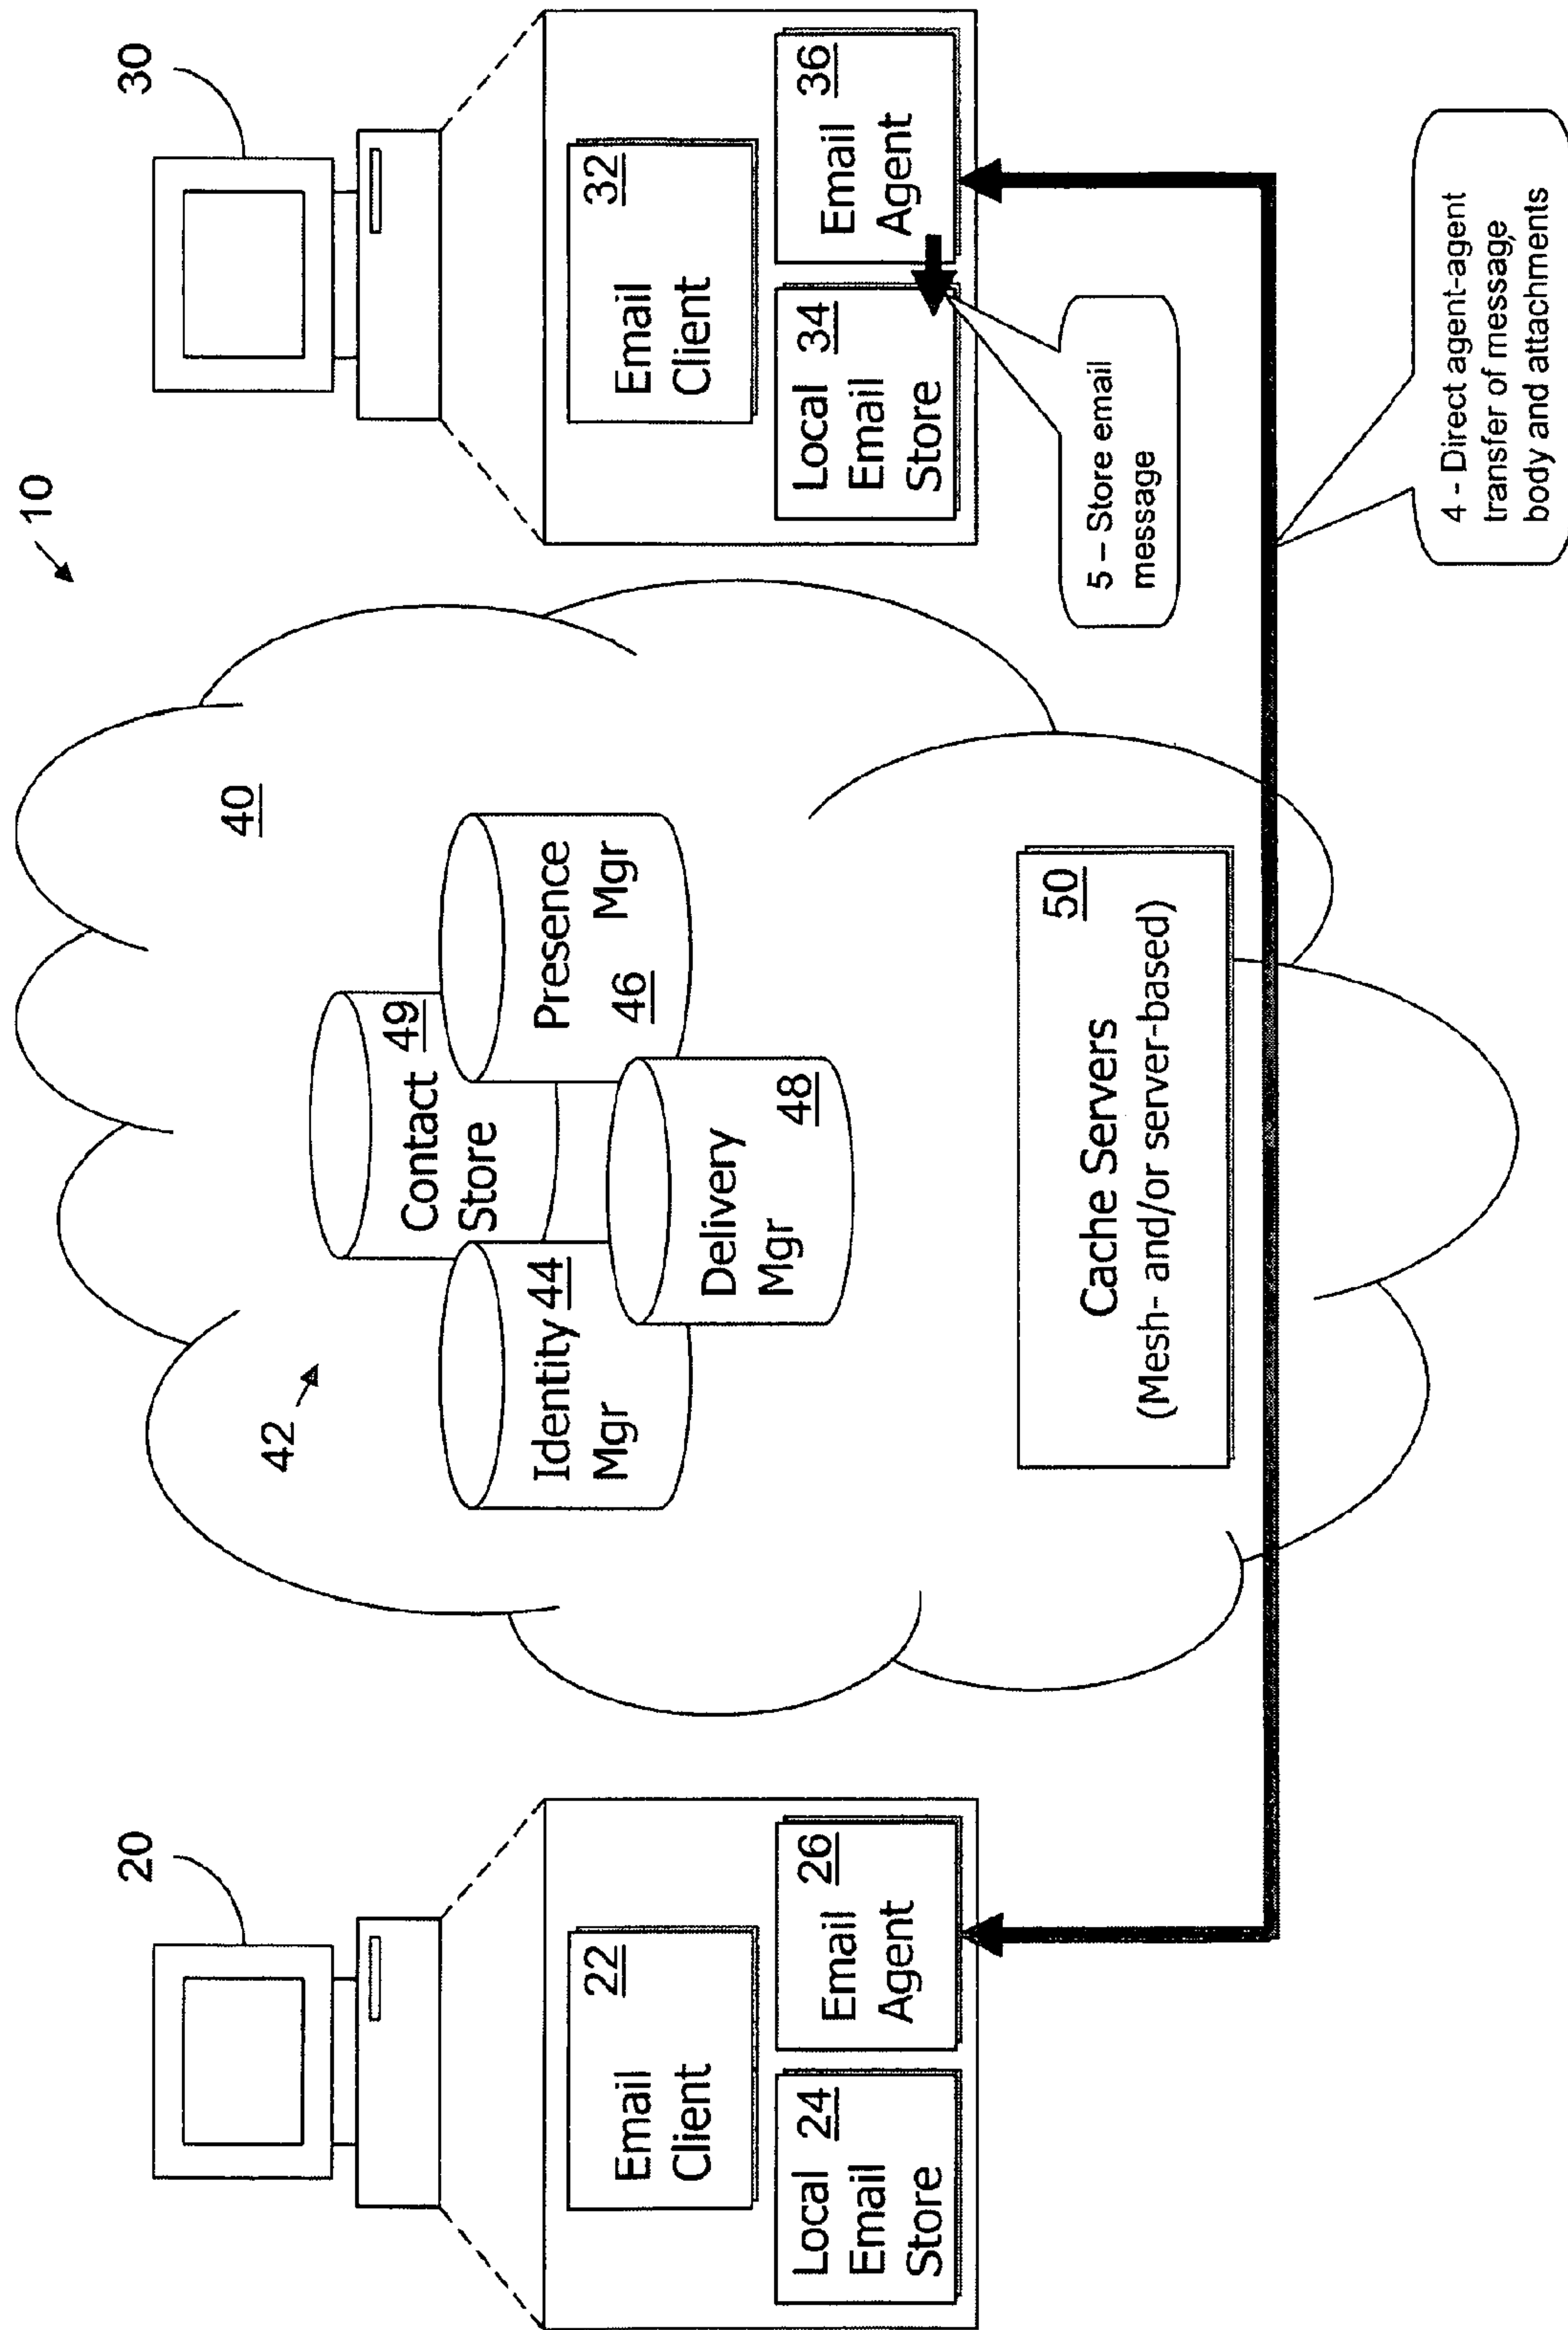 10
20
30
22
Email
Client
Local 24
Email
Store
26
Email
Agent
40
42
Contact 49
Store
Identity 44
Mgr
Presence
46 Mgr
Delivery
Mgr 48
50
Cache Servers
(Mesh- and/or server-based)
32
Email
Client
Local 34
Email
Store
36
Email
Agent
5 – Store email
message
4 - Direct agent-agent
transfer of message,
body and attachments